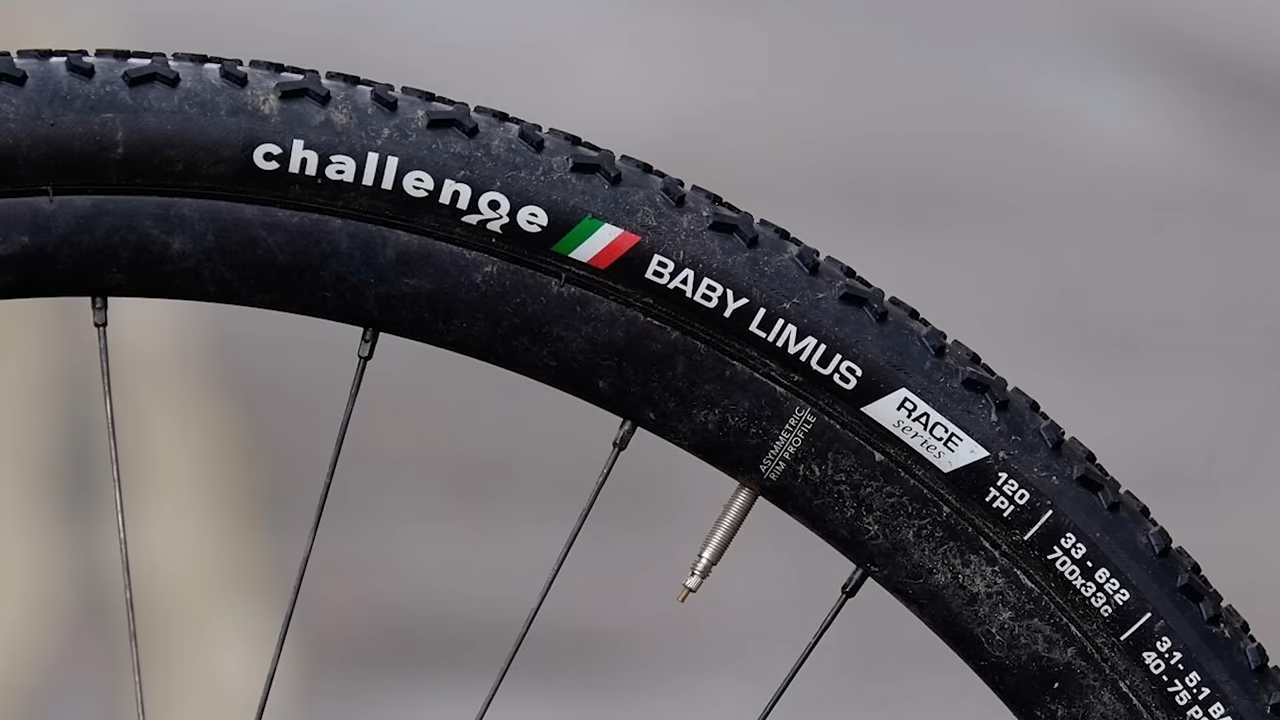 challenge
BABY LIMUS
RACE
series
120
TPI
33 - 622
700x33c
3.1 - 5.1 B
40 - 75 P
ASYMMETRIC
RIM PROFILE